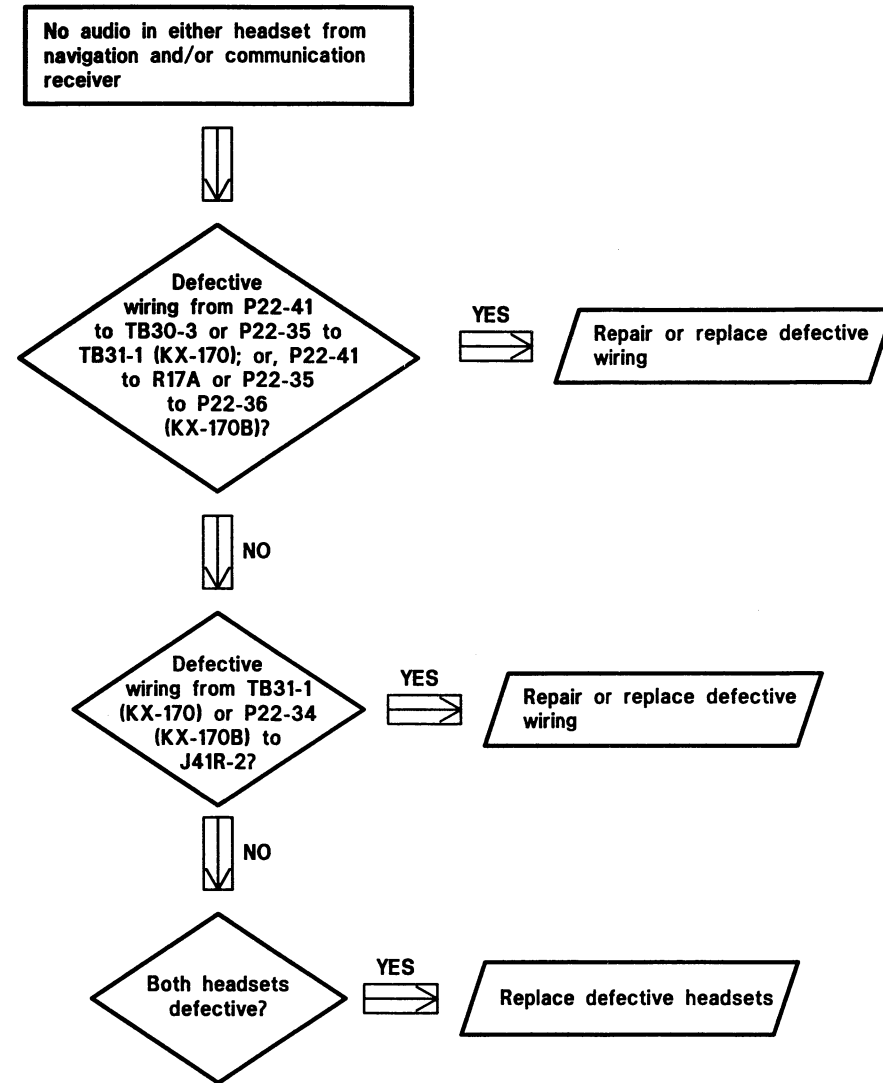 No audio in either headset from
navigation and/or communication
receiver
Defective
wiring from P22-41
to TB30-3 or P22-35 to
TB31-1 (KX-170); or, P22-41
to R17A or P22-35
to P22-36
(KX-170B)?
YES
Repair or replace defective
wiring
NO
Defective
wiring from TB31-1
(KX-170) or P22-34
(KX-170B) to
J41R-2?
YES
Repair or replace defective
wiring
NO
Both headsets
defective?
YES
Replace defective headsets